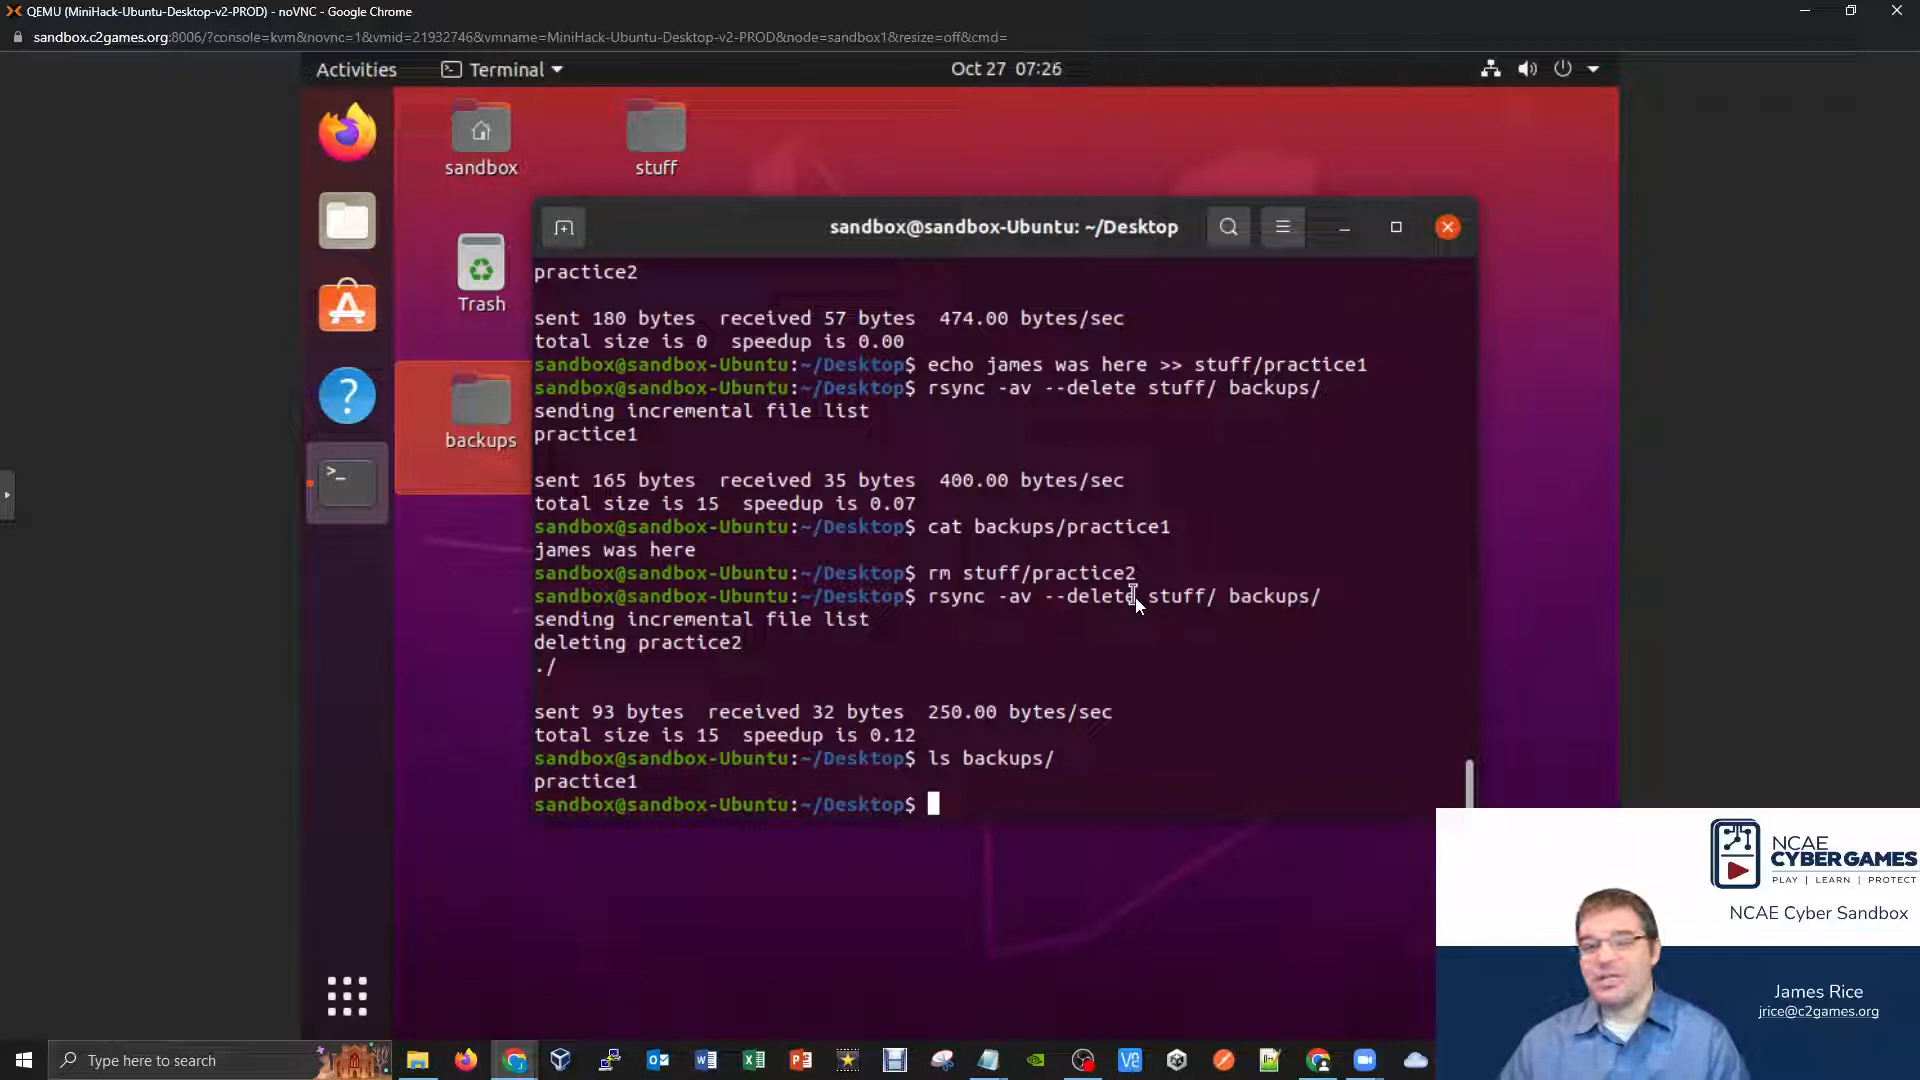 QEMU (MiniHack-Ubuntu-Desktop-v2-PROD) - noVNC - Google Chrome
sandbox.c2games.org:8006/?console=kvm&novnc=1&vmid=21932746&vmname=MiniHack-Ubuntu-Desktop-v2-PROD&node=sandbox1&resize=off&cmd=
Activities Terminal Oct 27 07:26
sandbox stuff
Trash
backups
sandbox@sandbox-Ubuntu: ~/Desktop
practice2
sent 180 bytes  received 57 bytes  474.00 bytes/sec
total size is 0  speedup is 0.00
sandbox@sandbox-Ubuntu:~/Desktop$ echo james was here >> stuff/practice1
sandbox@sandbox-Ubuntu:~/Desktop$ rsync -av --delete stuff/ backups/
sending incremental file list
practice1
sent 165 bytes  received 35 bytes  400.00 bytes/sec
total size is 15  speedup is 0.07
sandbox@sandbox-Ubuntu:~/Desktop$ cat backups/practice1
james was here
sandbox@sandbox-Ubuntu:~/Desktop$ rm stuff/practice2
sandbox@sandbox-Ubuntu:~/Desktop$ rsync -av --delete stuff/ backups/
sending incremental file list
deleting practice2
./
sent 93 bytes  received 32 bytes  250.00 bytes/sec
total size is 15  speedup is 0.12
sandbox@sandbox-Ubuntu:~/Desktop$ ls backups/
practice1
sandbox@sandbox-Ubuntu:~/Desktop$
NCAE
CYBERGAMES
PLAY | LEARN | PROTECT
NCAE Cyber Sandbox
James Rice
jrice@c2games.org
Type here to search